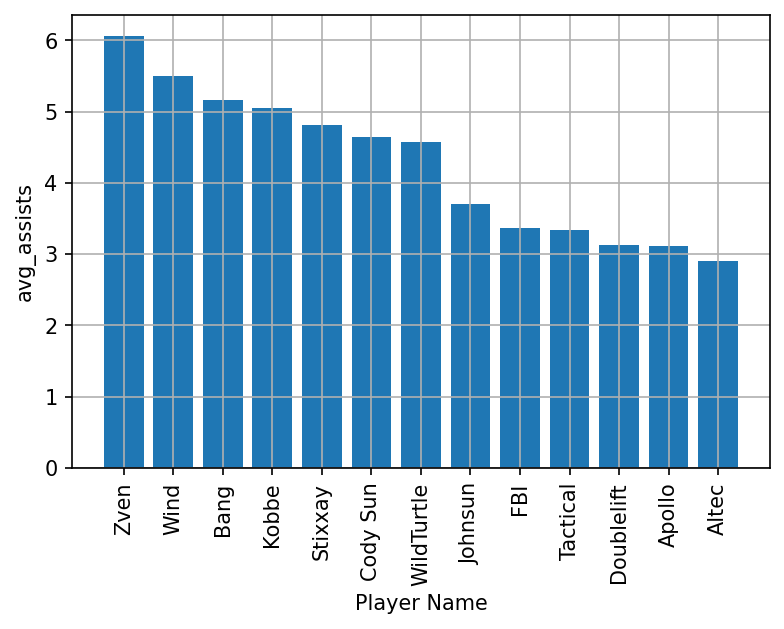 6
5
4
3
2
1
0
avg_assists
Zven
Wind
Bang
Kobbe
Stixxay
Cody Sun
WildTurtle
Johnsun
FBI
Tactical
Doublelift
Apollo
Altec
Player Name